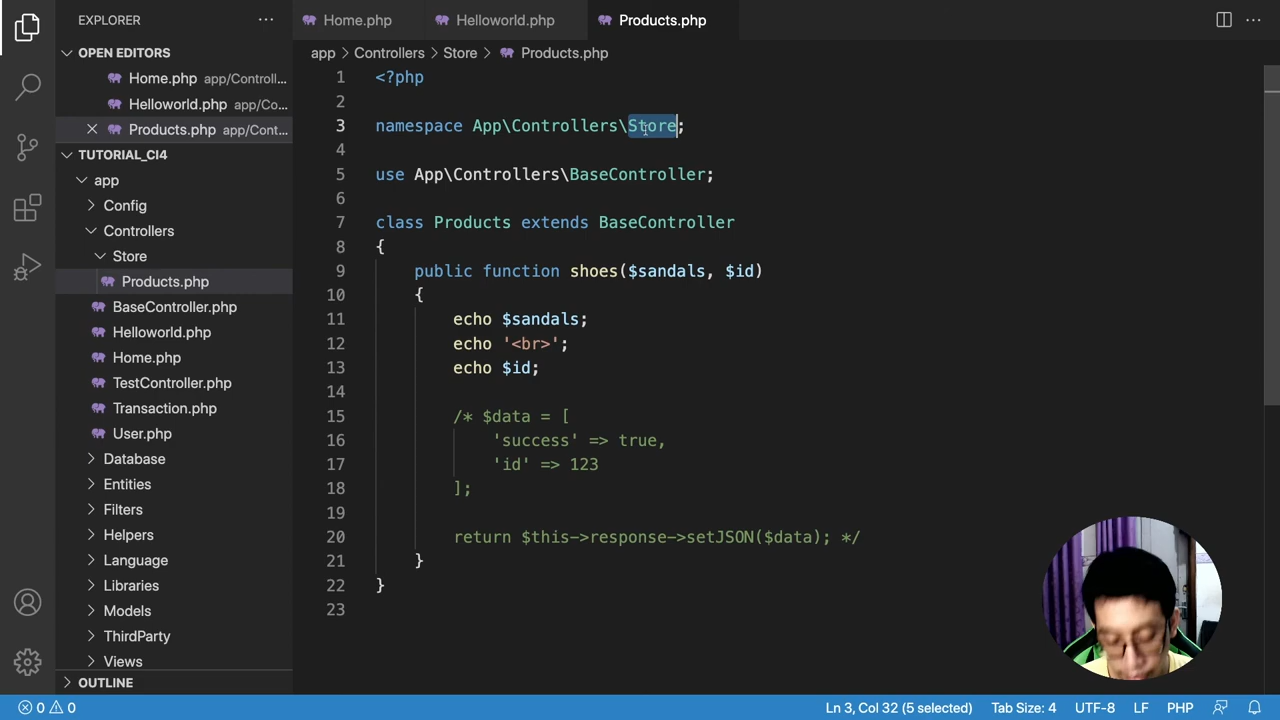 EXPLORER
Home.php
Helloworld.php
Products.php
OPEN EDITORS
Home.php app/Controll...
Helloworld.php app/Co...
Products.php app/Cont...
TUTORIAL_CI4
app
Config
Controllers
Store
Products.php
BaseController.php
Helloworld.php
Home.php
TestController.php
Transaction.php
User.php
Database
Entities
Filters
Helpers
Language
Libraries
Models
ThirdParty
Views
OUTLINE
app > Controllers > Store > Products.php
1 <?php
2
3 namespace App\Controllers\Store;
4
5 use App\Controllers\BaseController;
6
7 class Products extends BaseController
8 {
9 public function shoes($sandals, $id)
10 {
11 echo $sandals;
12 echo '<br>';
13 echo $id;
14
15 /* $data = [
16 'success' => true,
17 'id' => 123
18 ];
19
20 return $this->response->setJSON($data); */
21 }
22 }
23
0 0
Ln 3, Col 32 (5 selected) Tab Size: 4 UTF-8 LF PHP